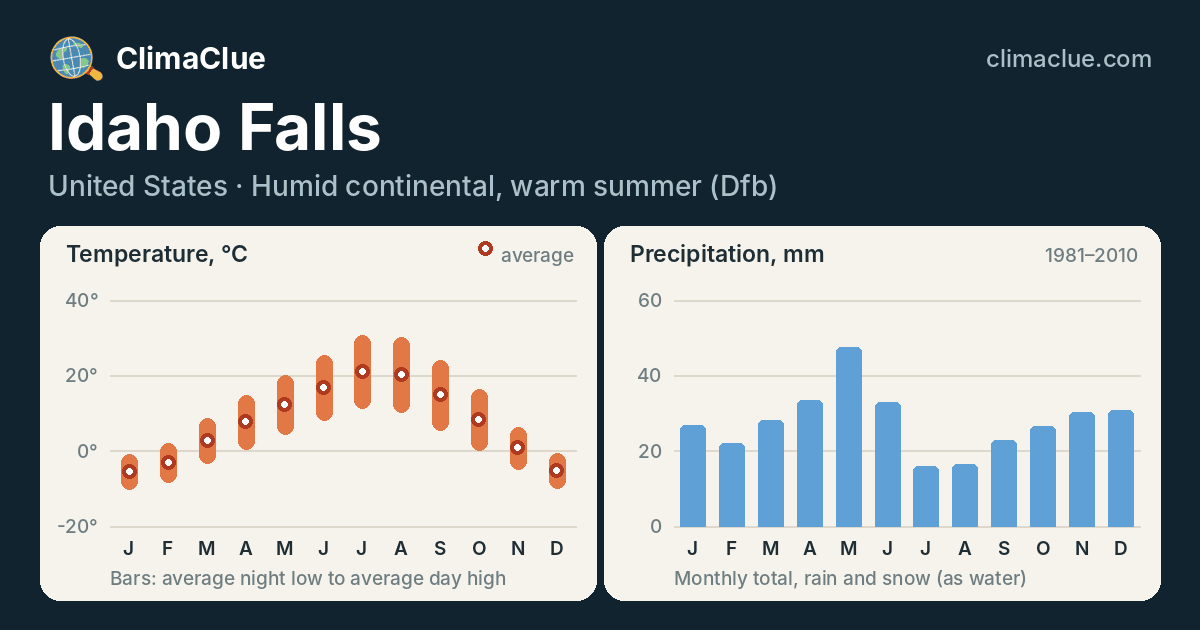 ClimaClue
climaclue.com
Idaho Falls
United States · Humid continental, warm summer (Dfb)
Temperature, °C
average
40°
20°
0°
-20°
J F M A M J J A S O N D
Bars: average night low to average day high
Precipitation, mm
1981–2010
60
40
20
0
J F M A M J J A S O N D
Monthly total, rain and snow (as water)